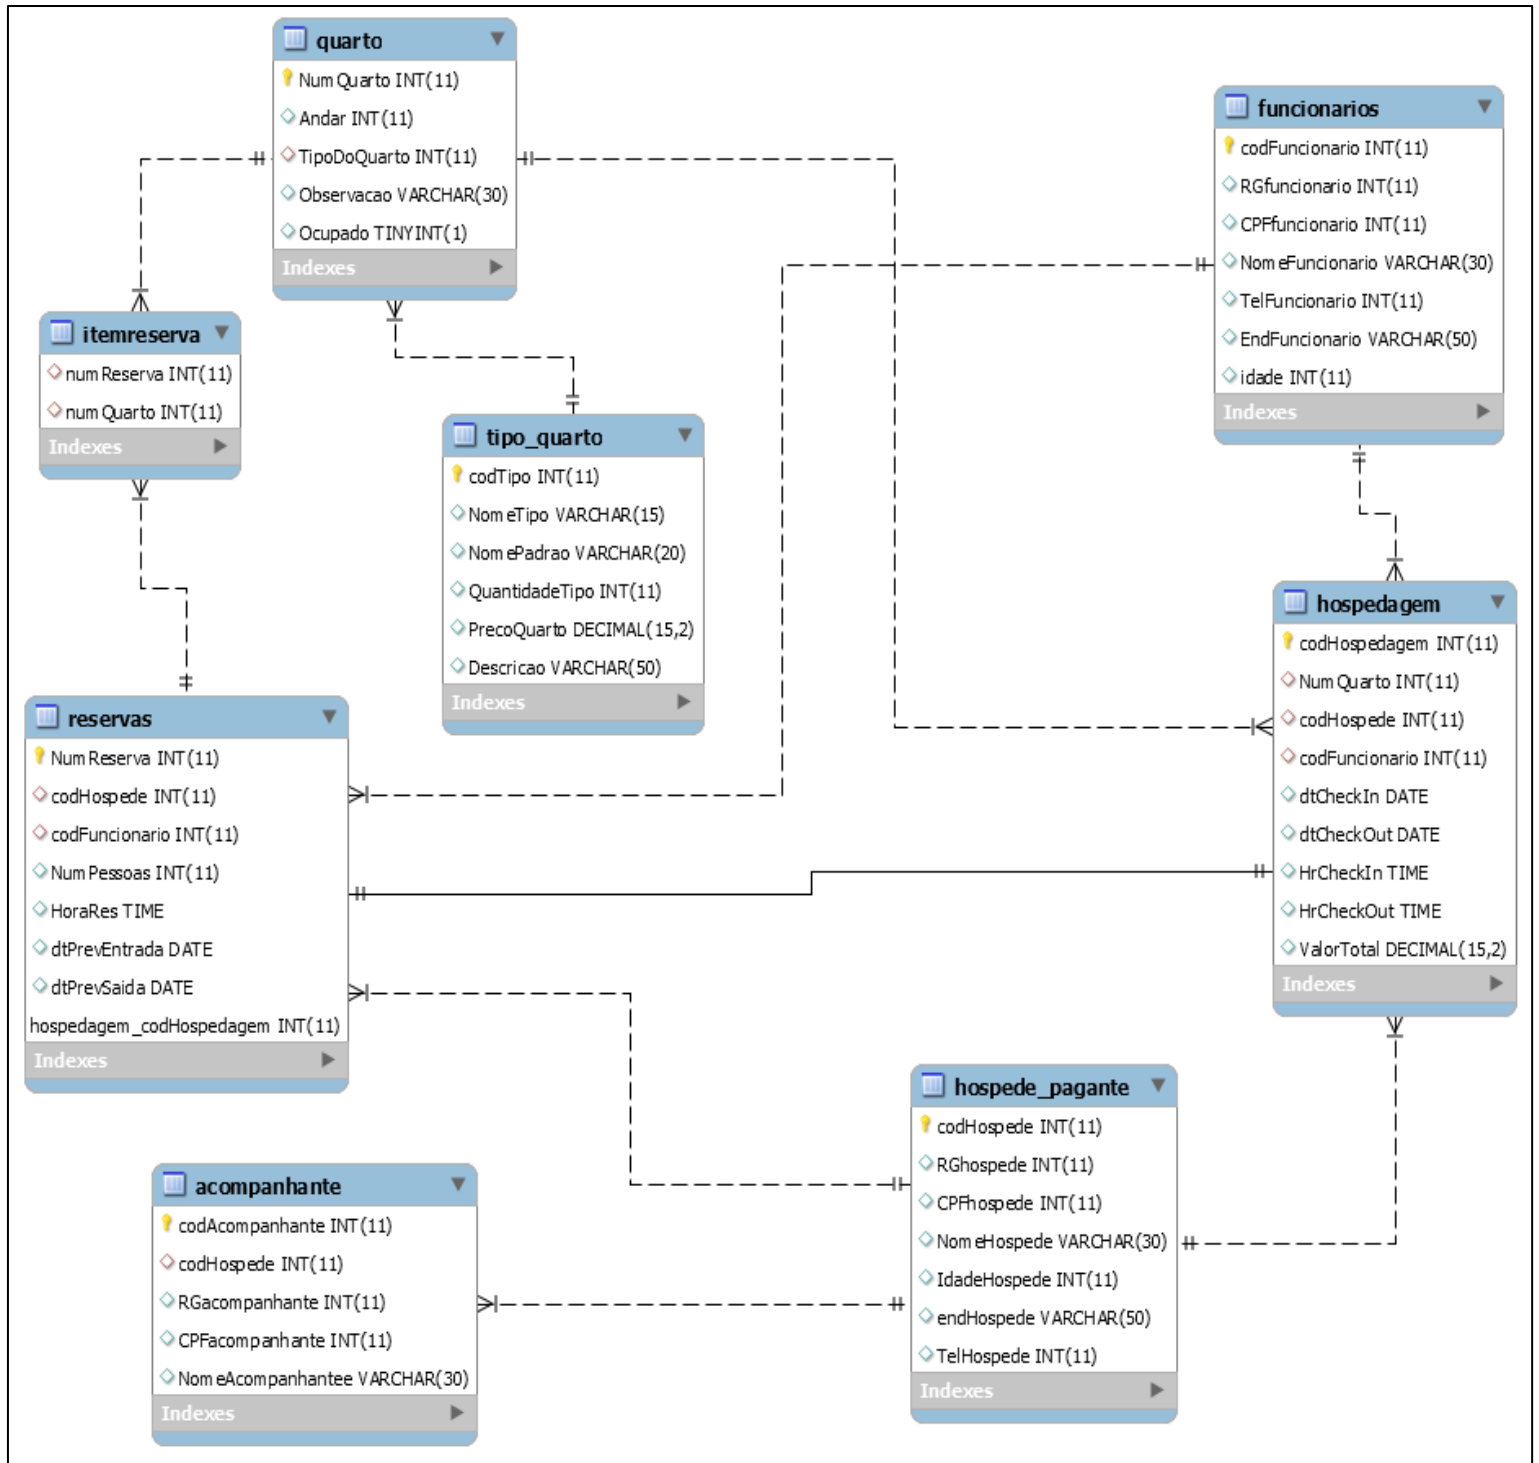 quarto
NumQuarto INT(11)
Andar INT(11)
TipoDoQuarto INT(11)
Observacao VARCHAR(30)
Ocupado TINYINT(1)
Indexes
funcionarios
codFuncionario INT(11)
RGfuncionario INT(11)
CPFfuncionario INT(11)
NomeFuncionario VARCHAR(30)
TelFuncionario INT(11)
EndFuncionario VARCHAR(50)
idade INT(11)
Indexes
itemreserva
numReserva INT(11)
numQuarto INT(11)
Indexes
tipo_quarto
codTipo INT(11)
NomeTipo VARCHAR(15)
NomePadrao VARCHAR(20)
QuantidadeTipo INT(11)
PrecoQuarto DECIMAL(15,2)
Descricao VARCHAR(50)
Indexes
hospedagem
codHospedagem INT(11)
NumQuarto INT(11)
codHospede INT(11)
codFuncionario INT(11)
dtCheckIn DATE
dtCheckOut DATE
HrCheckIn TIME
HrCheckOut TIME
ValorTotal DECIMAL(15,2)
Indexes
reservas
NumReserva INT(11)
codHospede INT(11)
codFuncionario INT(11)
NumPessoas INT(11)
HoraRes TIME
dtPrevEntrada DATE
dtPrevSaida DATE
hospedagem_codHospedagem INT(11)
Indexes
hospede_pagante
codHospede INT(11)
RGhospede INT(11)
CPFhospede INT(11)
NomeHospede VARCHAR(30)
IdadeHospede INT(11)
endHospede VARCHAR(50)
TelHospede INT(11)
Indexes
acompanhante
codAcompanhante INT(11)
codHospede INT(11)
RGacompanhante INT(11)
CPFacompanhante INT(11)
NomeAcompanhantee VARCHAR(30)
Indexes